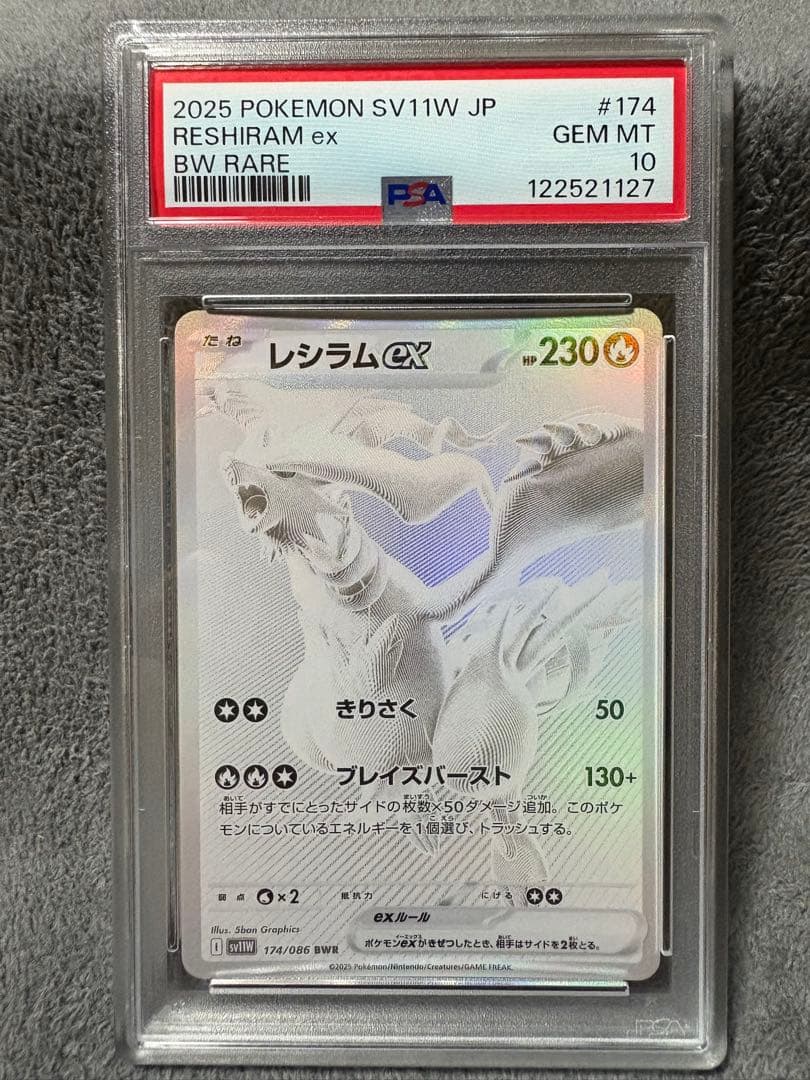 2025 POKEMON SV11W JP #174
RESHIRAM ex GEM MT
BW RARE 10
PSA 122521127
たね レシラムex HP 230
きりさく 50
ブレイズバースト 130+
相手がすでにとったサイドの枚数×50ダメージ追加。このポケ
モンについているエネルギーを1個選び、トラッシュする。
弱点 ×2 抵抗力 にげる
exルール
Illus. 5ban Graphics
ポケモンexがきぜつしたとき、相手はサイドを2枚とる。
I sv11W 174/086 BWR
©2025 Pokémon/Nintendo/Creatures/GAME FREAK.
PSA